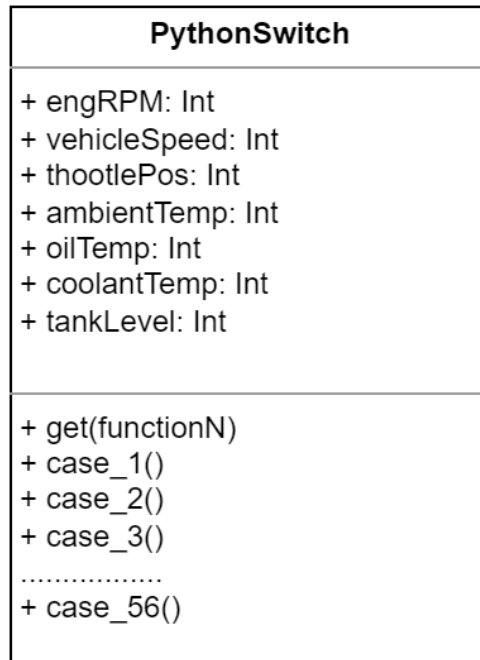 PythonSwitch
+ engRPM: Int
+ vehicleSpeed: Int
+ thootlePos: Int
+ ambientTemp: Int
+ oilTemp: Int
+ coolantTemp: Int
+ tankLevel: Int
+ get(functionN)
+ case_1()
+ case_2()
+ case_3()
.................
+ case_56()